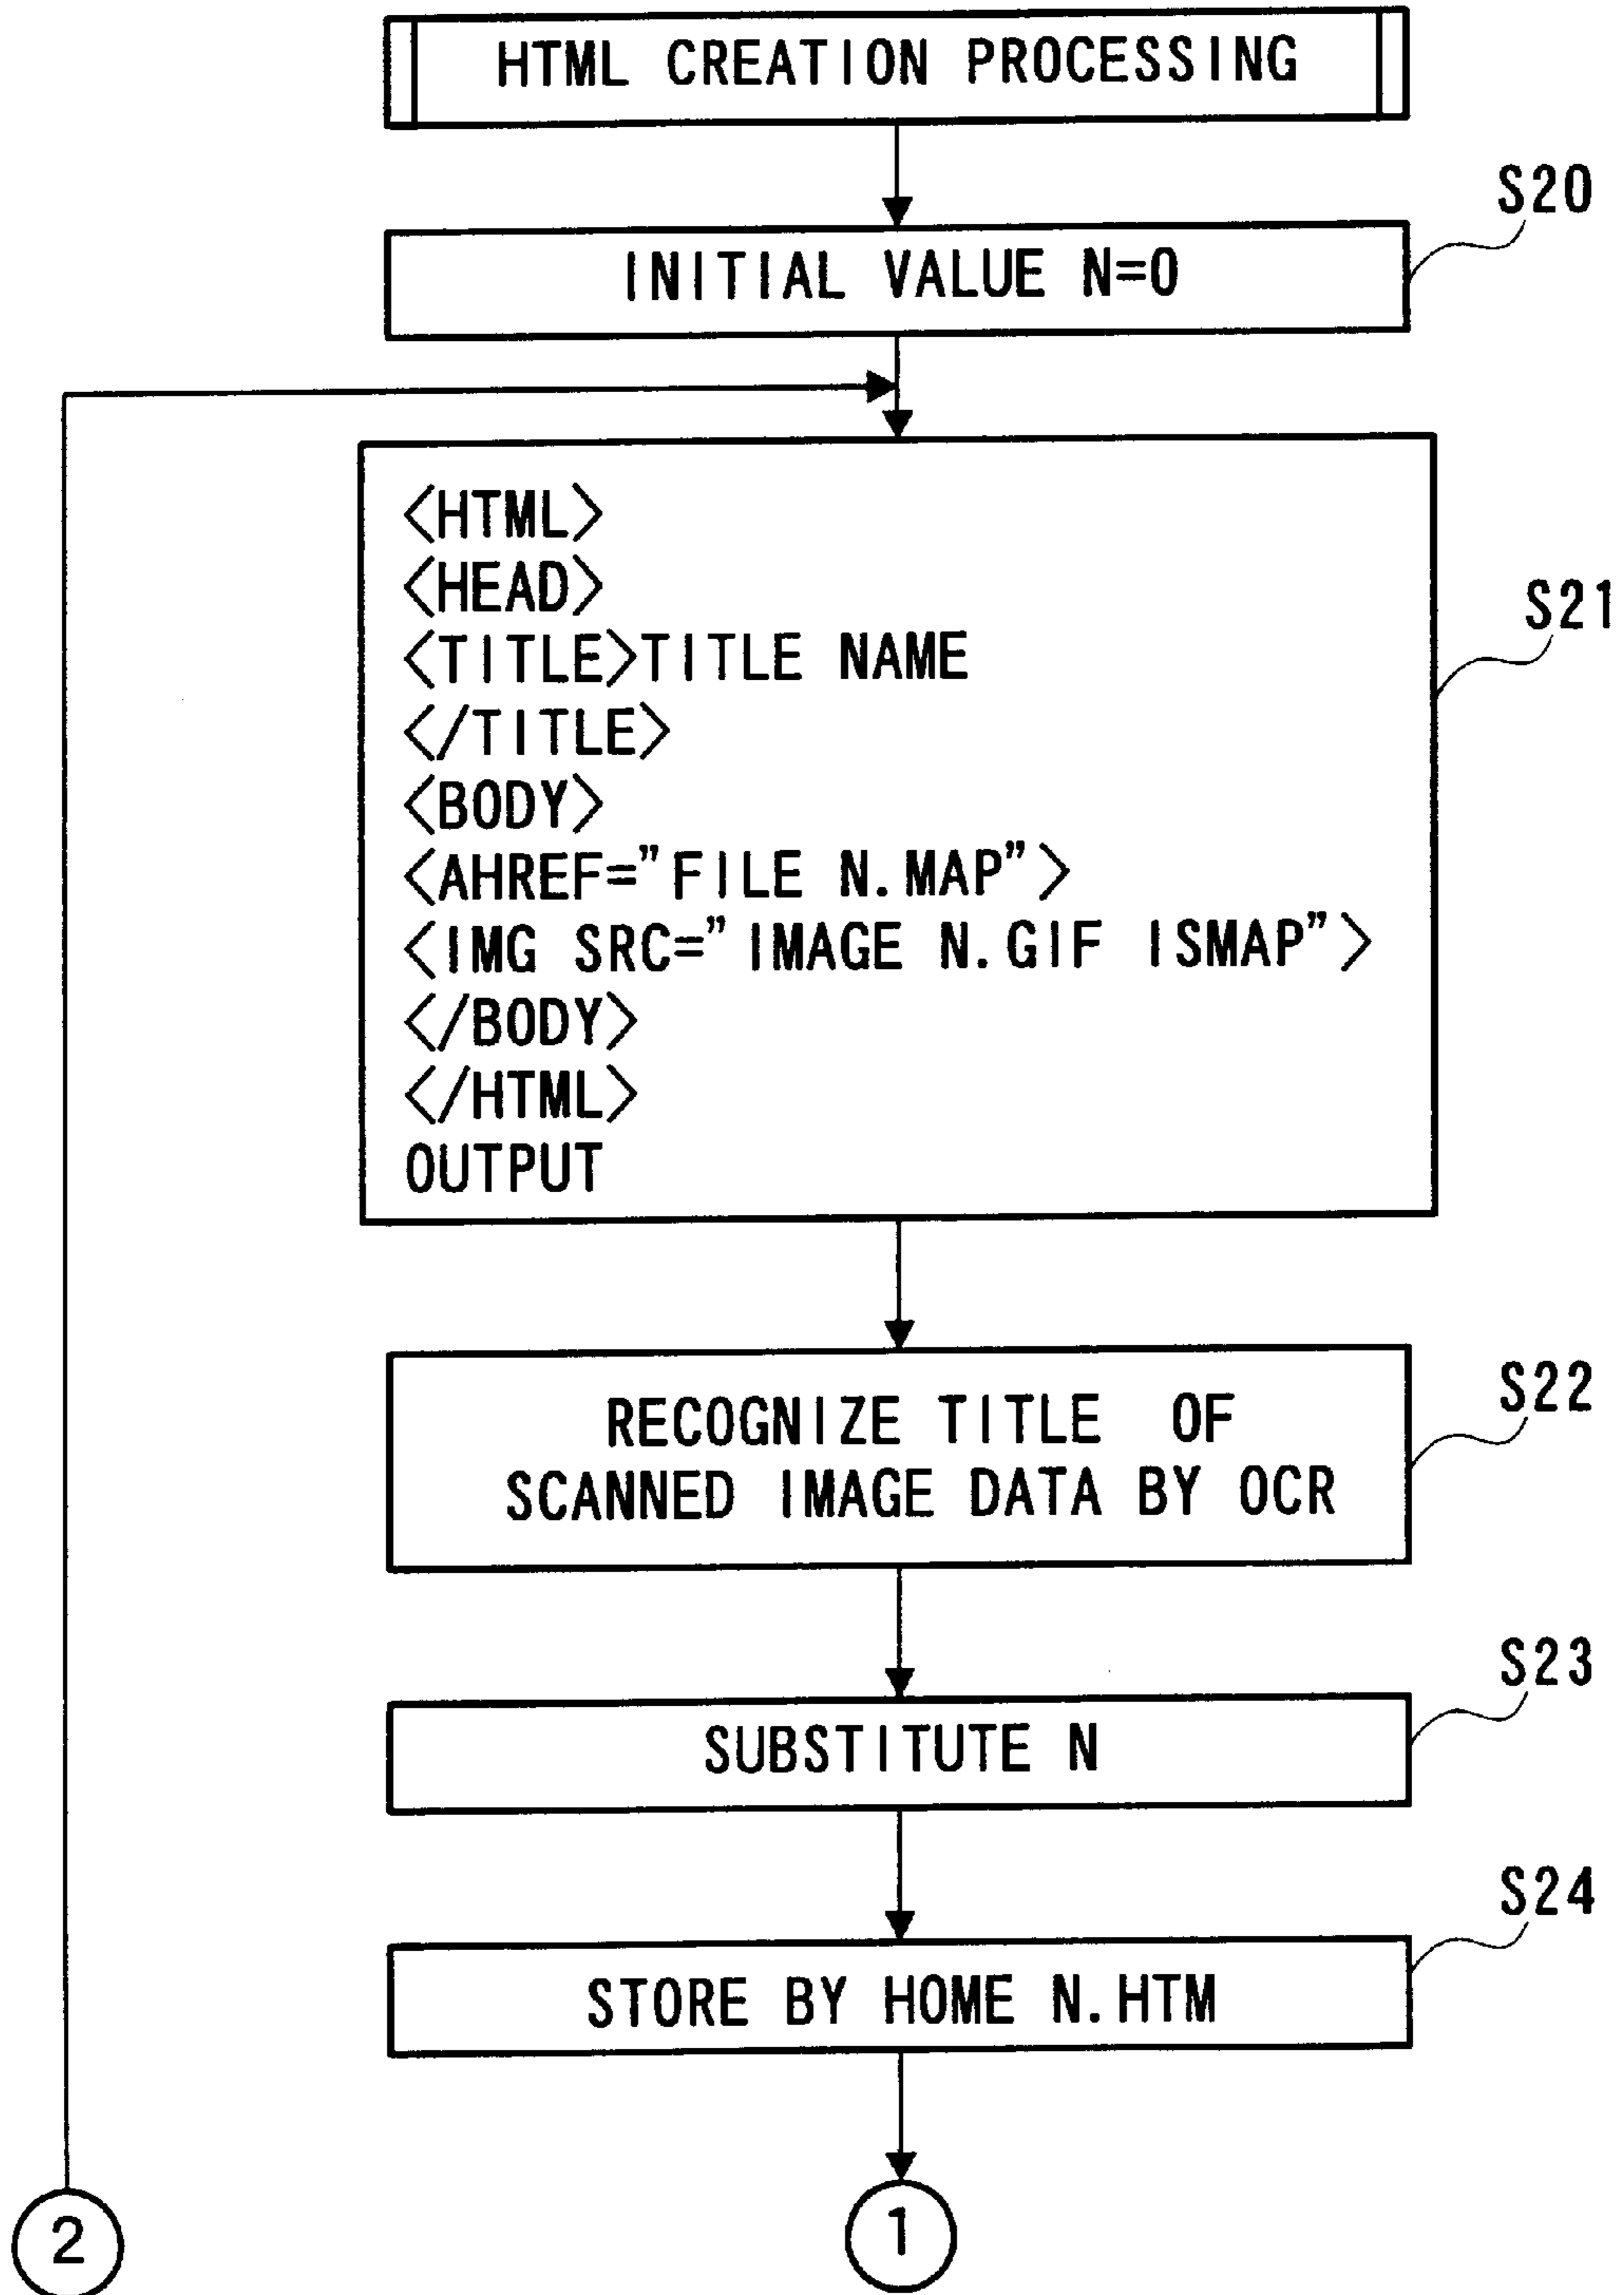 HTML CREATION PROCESSING
S20
INITIAL VALUE N=0
<HTML>
<HEAD>
S21
<TITLE>TITLE NAME
</TITLE>
<BODY>
<AHREF="FILE N.MAP">
<IMG SRC="IMAGE N.GIF ISMAP">
</BODY>
</HTML>
OUTPUT
S22
RECOGNIZE TITLE OF
SCANNED IMAGE DATA BY OCR
S23
SUBSTITUTE N
S24
STORE BY HOME N.HTM
2
1